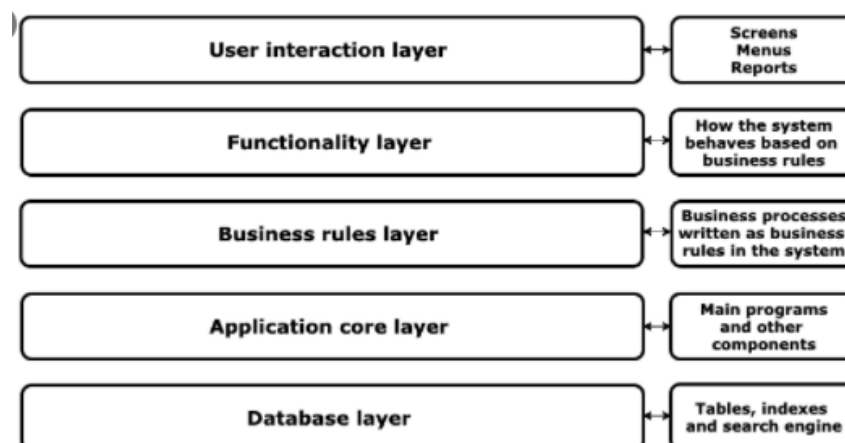 User interaction layer
Screens
Menus
Reports
Functionality layer
How the system
behaves based on
business rules
Business rules layer
Business processes
written as business
rules in the system
Application core layer
Main programs
and other
components
Database layer
Tables, indexes
and search engine